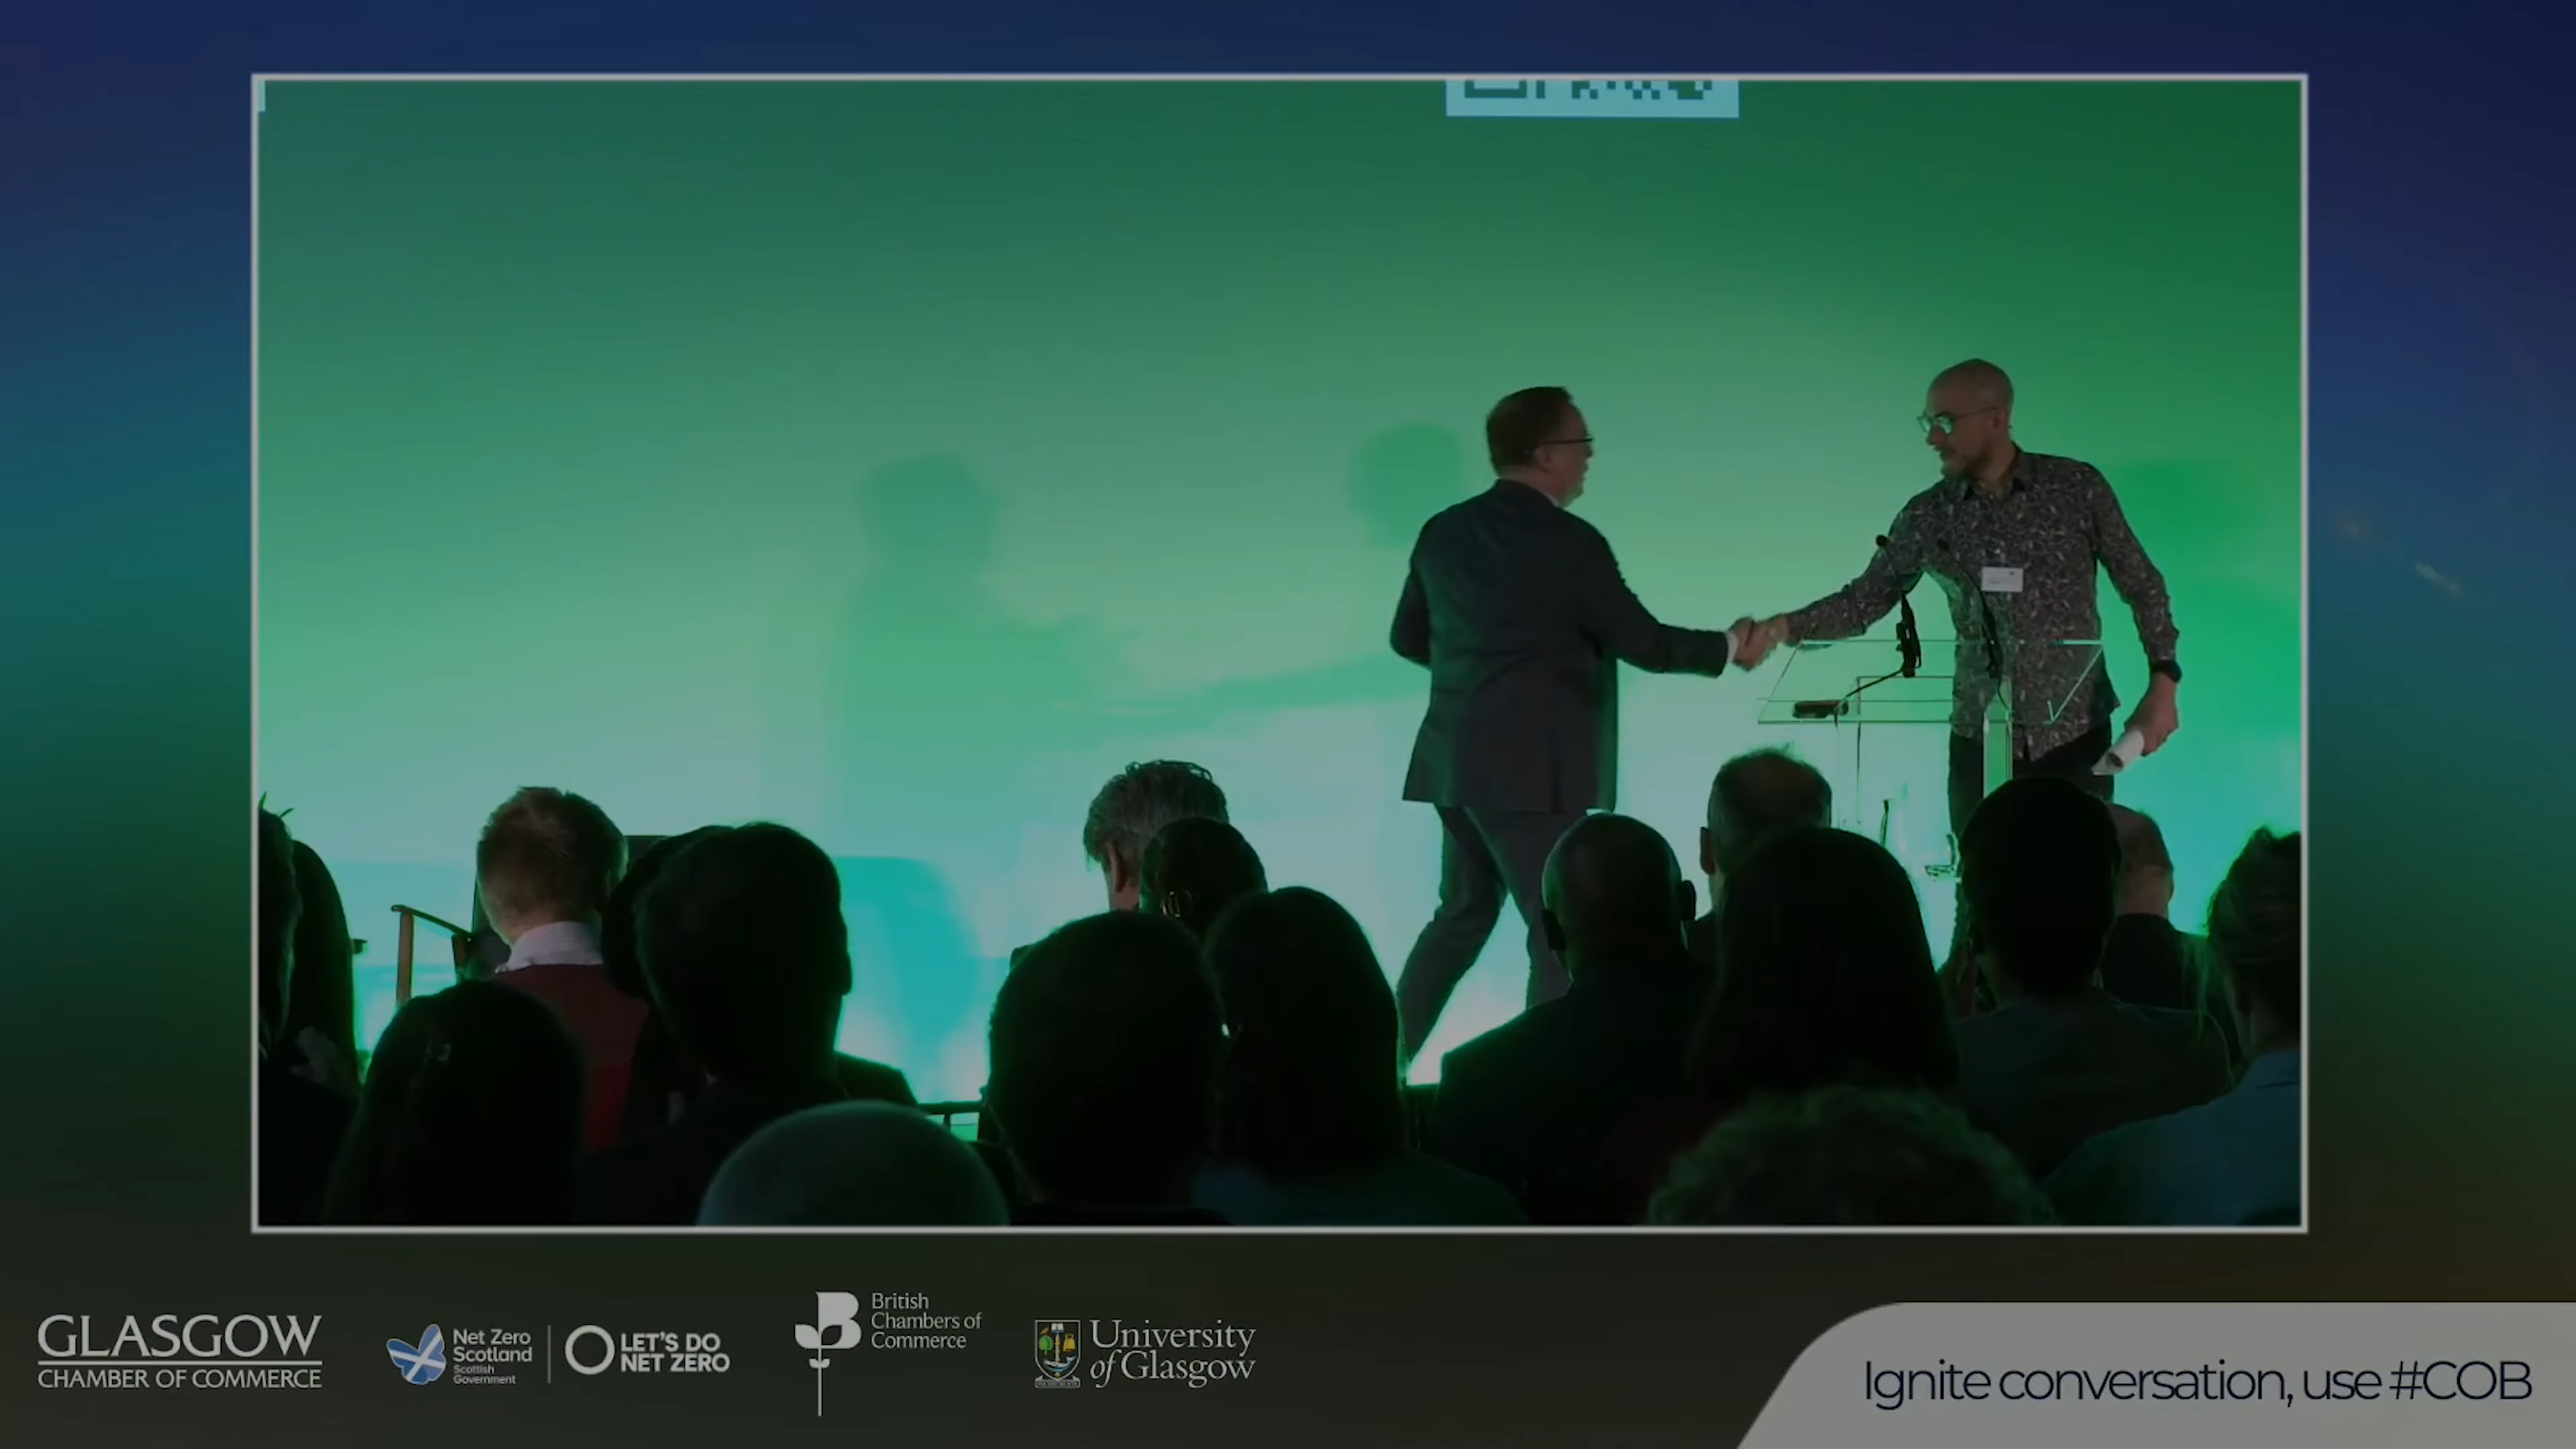 GLASGOW
CHAMBER OF COMMERCE
Net Zero
Scotland
Scottish
Government
LET'S DO
NET ZERO
British
Chambers of
Commerce
University
of Glasgow
Ignite conversation, use #COB